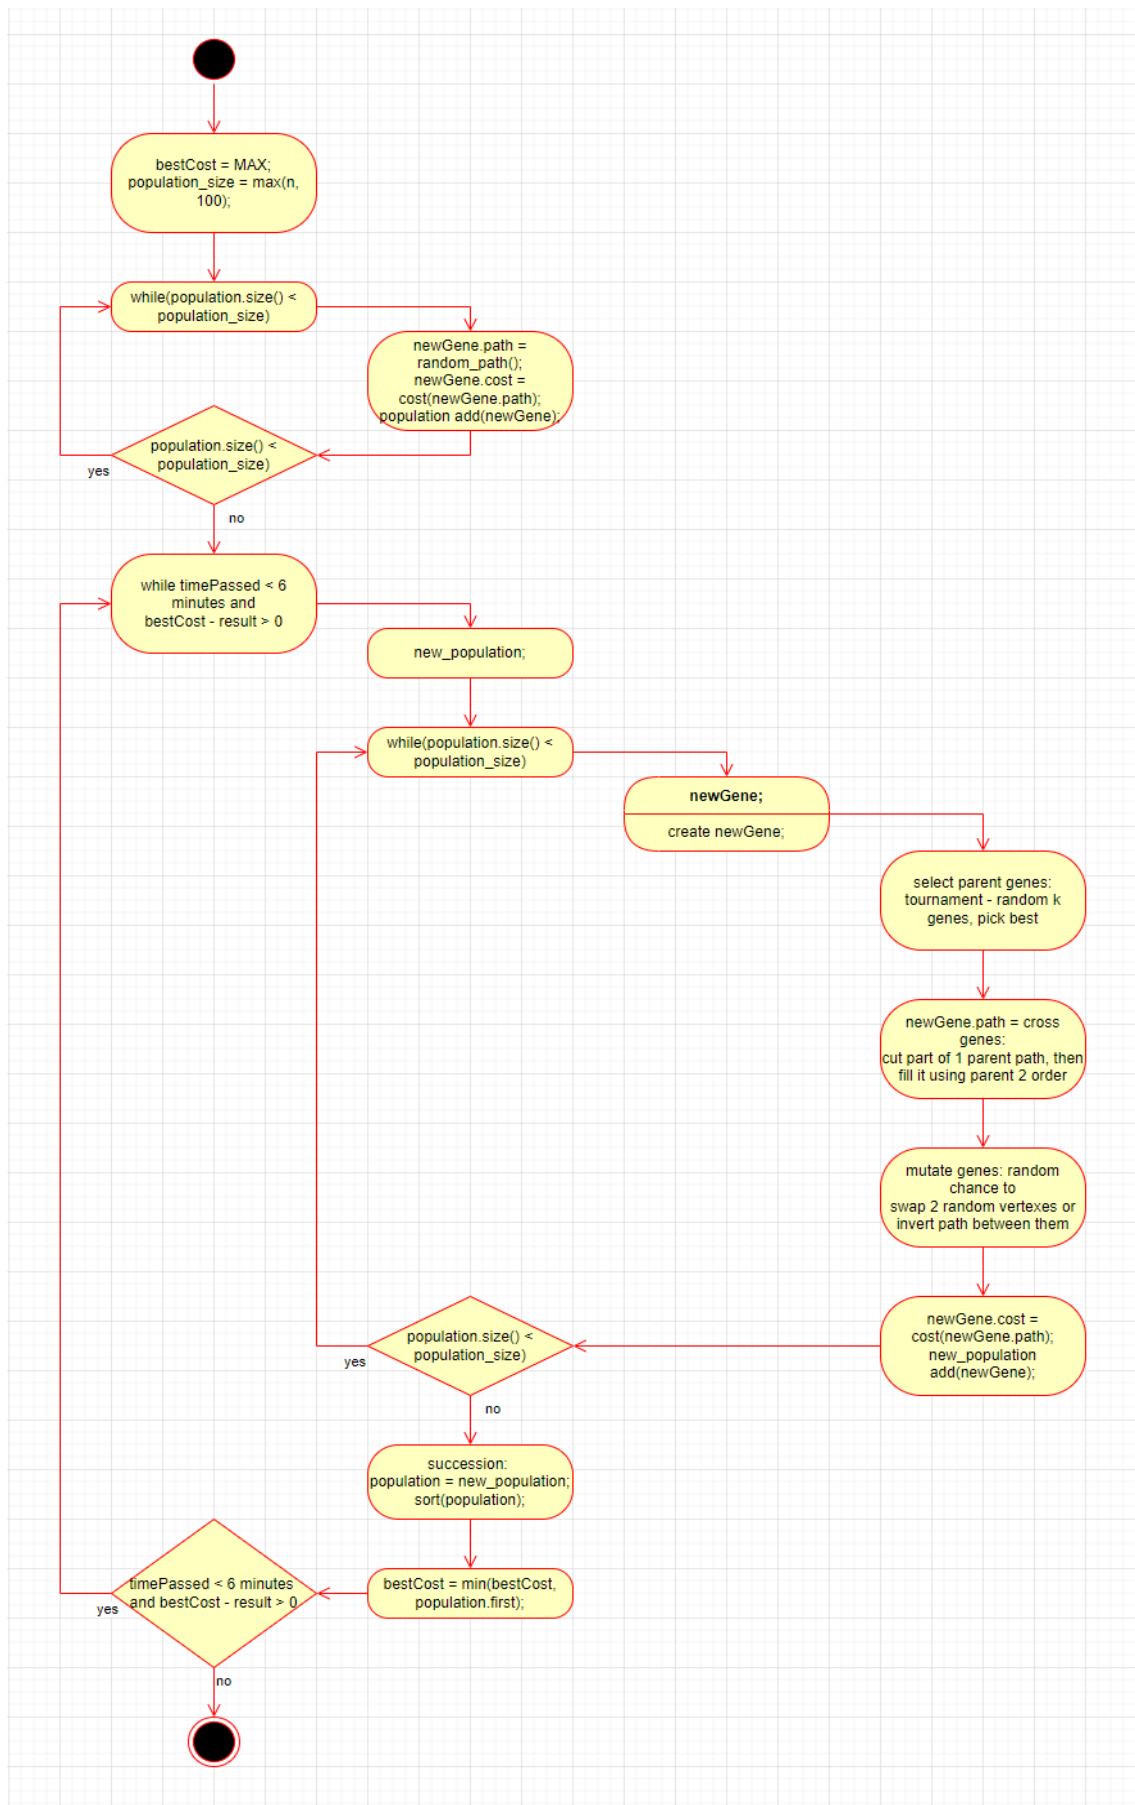 bestCost = MAX;
population_size = max(n,
100);
while(population.size() <
population_size)
newGene.path =
random_path();
newGene.cost =
cost(newGene.path);
population add(newGene);
population.size() <
population_size)
yes
no
while timePassed < 6
minutes and
bestCost - result > 0
new_population;
while(population.size() <
population_size)
newGene;
create newGene;
select parent genes:
tournament - random k
genes, pick best
newGene.path = cross
genes:
cut part of 1 parent path, then
fill it using parent 2 order
mutate genes: random
chance to
swap 2 random vertexes or
invert path between them
newGene.cost =
cost(newGene.path);
new_population
add(newGene);
population.size() <
population_size)
yes
no
succession:
population = new_population;
sort(population);
bestCost = min(bestCost,
population.first);
timePassed < 6 minutes
and bestCost - result > 0
yes
no